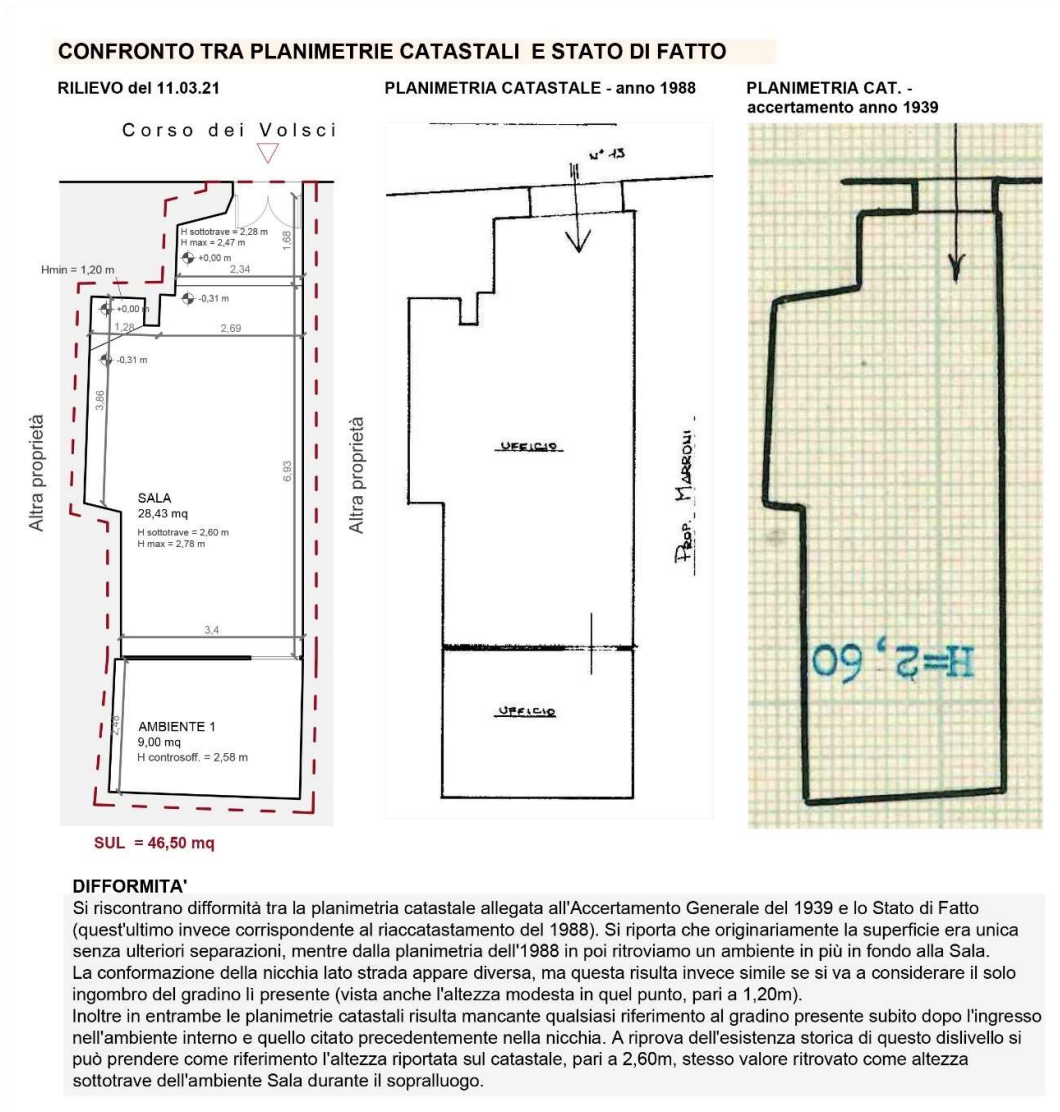 CONFRONTO TRA PLANIMETRIE CATASTALI E STATO DI FATTO
RILIEVO del 11.03.21
PLANIMETRIA CATASTALE - anno 1988
PLANIMETRIA CAT. -
accertamento anno 1939
Corso dei Volsci
H sottotrave = 2,28 m
H max = 2,47 m
+0,00 m
1,68
Hmin = 1,20 m
2,34
-0,31 m
+0,00 m
1,28
2,69
-0,31 m
3,86
6,93
Altra proprietà
SALA
28,43 mq
H sottotrave = 2,60 m
H max = 2,78 m
3,4
2,48
AMBIENTE 1
9,00 mq
H controsoff. = 2,58 m
Altra proprietà
SUL = 46,50 mq
N° 13
UFFICIO
UFFICIO
PROP. MARRONI.
H=2,60
DIFFORMITA'
Si riscontrano difformità tra la planimetria catastale allegata all'Accertamento Generale del 1939 e lo Stato di Fatto
(quest'ultimo invece corrispondente al riaccatastamento del 1988). Si riporta che originariamente la superficie era unica
senza ulteriori separazioni, mentre dalla planimetria dell'1988 in poi ritroviamo un ambiente in più in fondo alla Sala.
La conformazione della nicchia lato strada appare diversa, ma questa risulta invece simile se si va a considerare il solo
ingombro del gradino lì presente (vista anche l'altezza modesta in quel punto, pari a 1,20m).
Inoltre in entrambe le planimetrie catastali risulta mancante qualsiasi riferimento al gradino presente subito dopo l'ingresso
nell'ambiente interno e quello citato precedentemente nella nicchia. A riprova dell'esistenza storica di questo dislivello si
può prendere come riferimento l'altezza riportata sul catastale, pari a 2,60m, stesso valore ritrovato come altezza
sottotrave dell'ambiente Sala durante il sopralluogo.